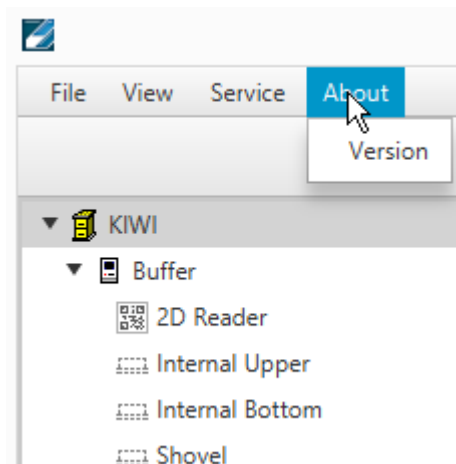 File View Service About
Version
KIWI
Buffer
2D Reader
Internal Upper
Internal Bottom
Shovel